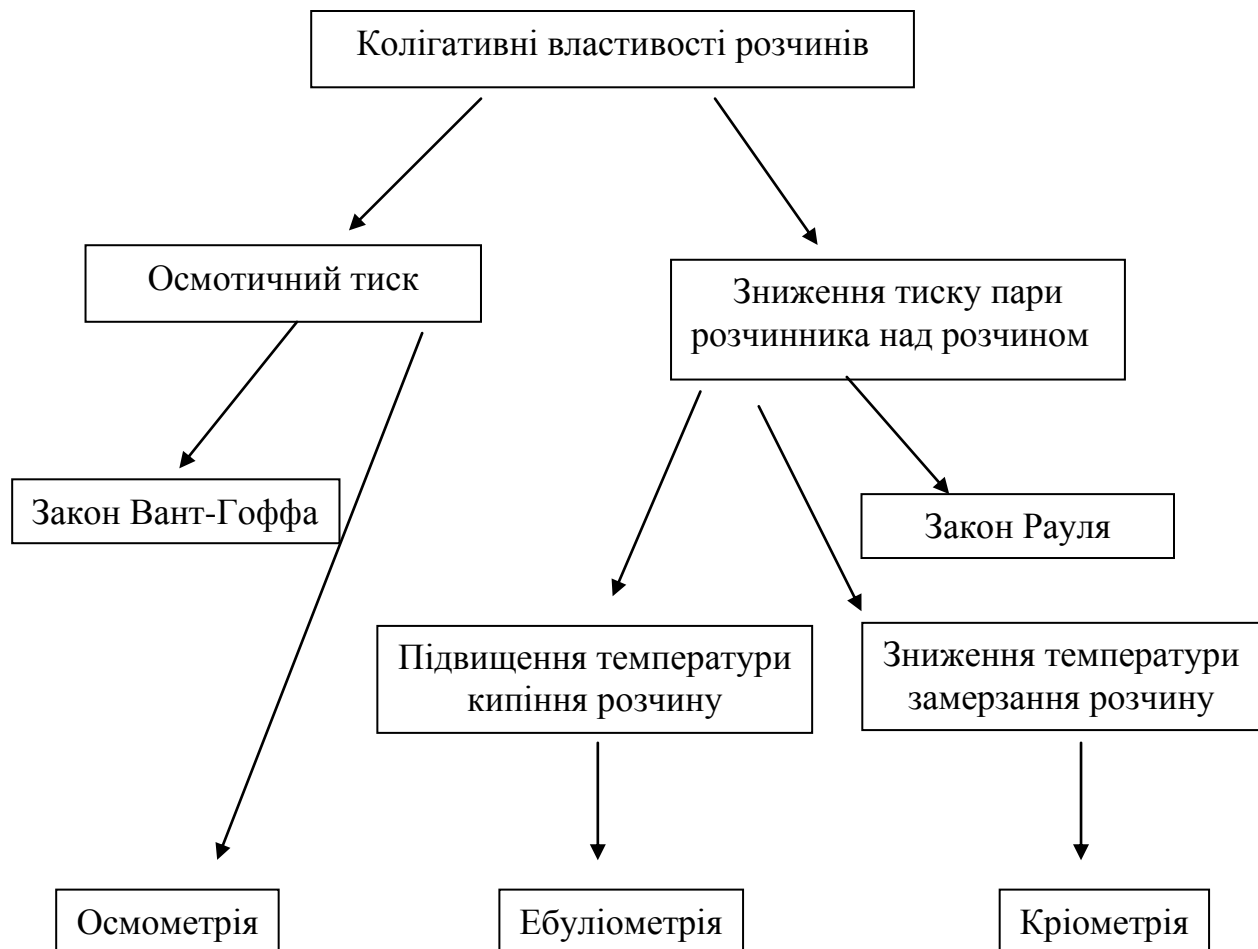 Колігативні властивості розчинів
Осмотичний тиск
Зниження тиску пари
розчинника над розчином
Закон Вант-Гоффа
Закон Рауля
Підвищення температури
кипіння розчину
Зниження температури
замерзання розчину
Осмометрія
Ебуліометрія
Кріометрія